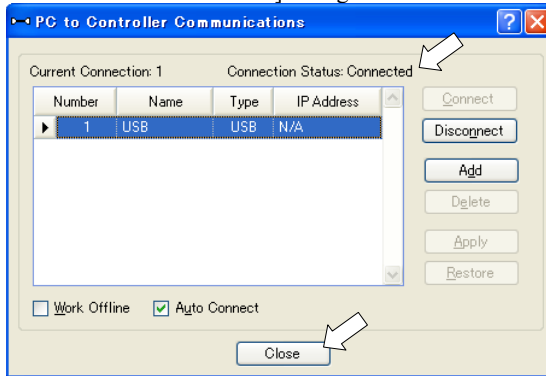 PC to Controller Communications
Current Connection: 1 Connection Status: Connected
Number Name Type IP Address
1 USB USB N/A
Connect
Disconnect
Add
Delete
Apply
Restore
Work Offline Auto Connect
Close